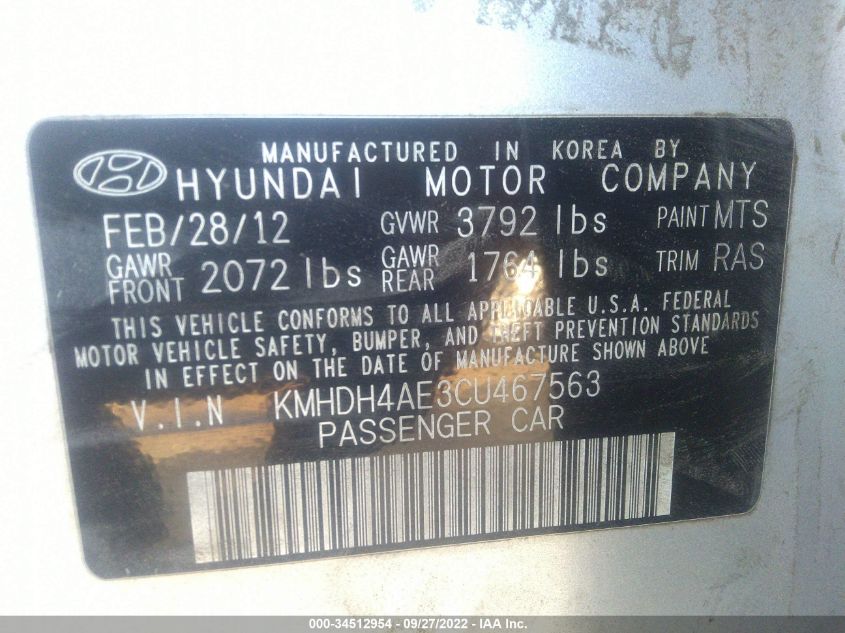 MANUFACTURED IN KOREA BY
HYUNDAI MOTOR COMPANY
FEB/28/12 GVWR 3792 lbs PAINT MTS
GAWR FRONT 2072 lbs GAWR REAR 1764 lbs TRIM RAS
THIS VEHICLE CONFORMS TO ALL APPLICABLE U.S.A. FEDERAL
MOTOR VEHICLE SAFETY, BUMPER, AND THEFT PREVENTION STANDARDS
IN EFFECT ON THE DATE OF MANUFACTURE SHOWN ABOVE
V.I.N KMHDH4AE3CU467563
PASSENGER CAR
000-34512954 - 09/27/2022 - IAA Inc.